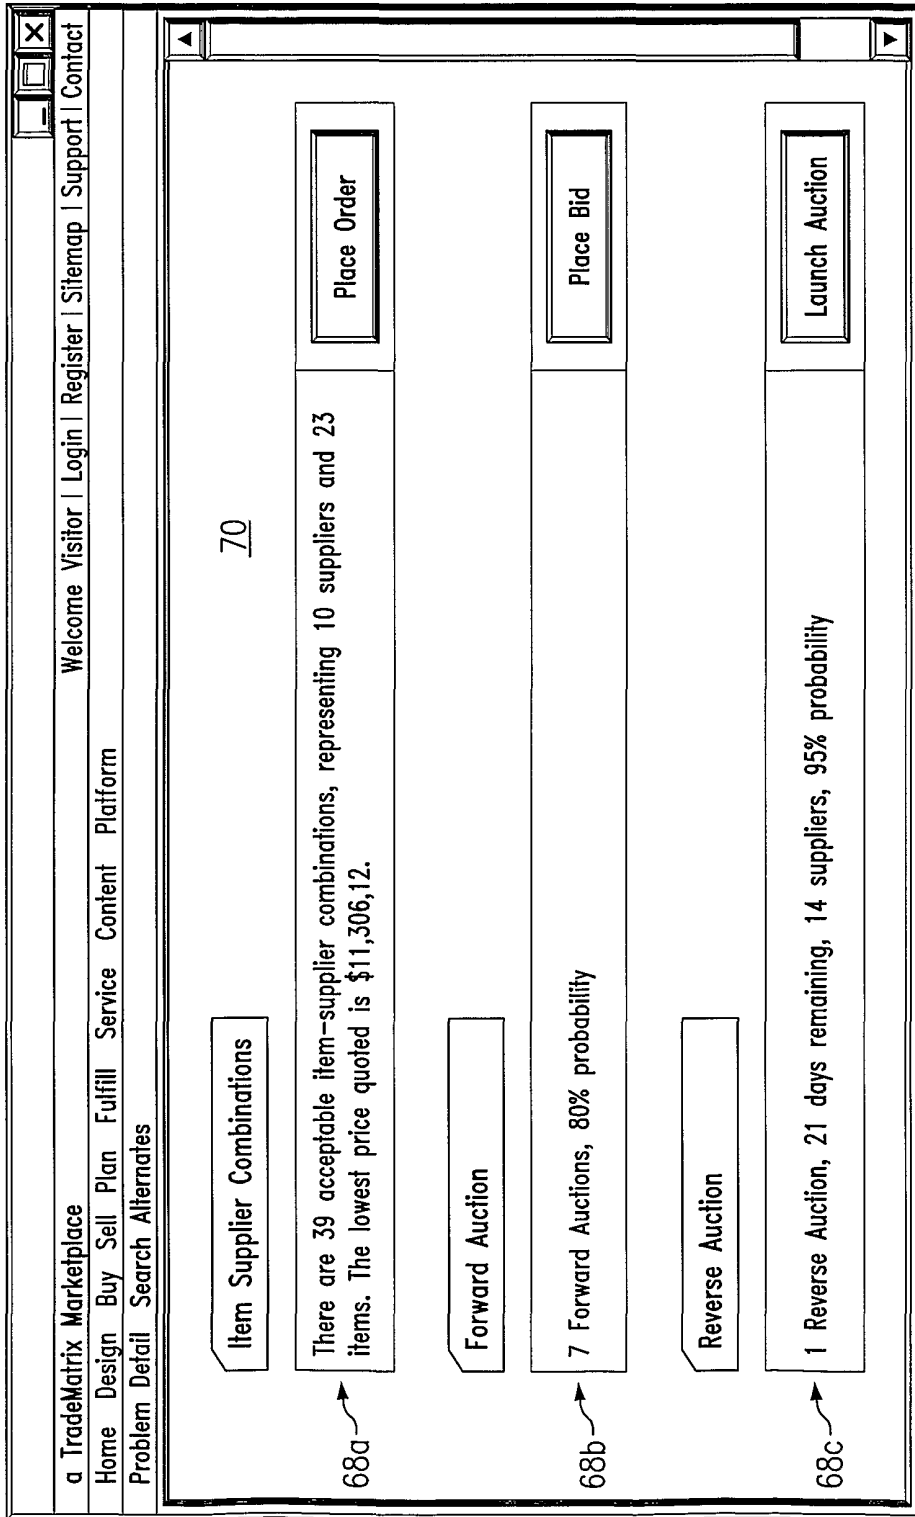 a TradeMatrix Marketplace Welcome Visitor | Login | Register | Sitemap | Support | Contact
Home Design Buy Sell Plan Fulfill Service Content Platform
Problem Detail Search Alternates
70
Item Supplier Combinations
68a
There are 39 acceptable item-supplier combinations, representing 10 suppliers and 23
items. The lowest price quoted is $11,306,12.
Place Order
Forward Auction
68b
7 Forward Auctions, 80% probability
Place Bid
Reverse Auction
68c
1 Reverse Auction, 21 days remaining, 14 suppliers, 95% probability
Launch Auction